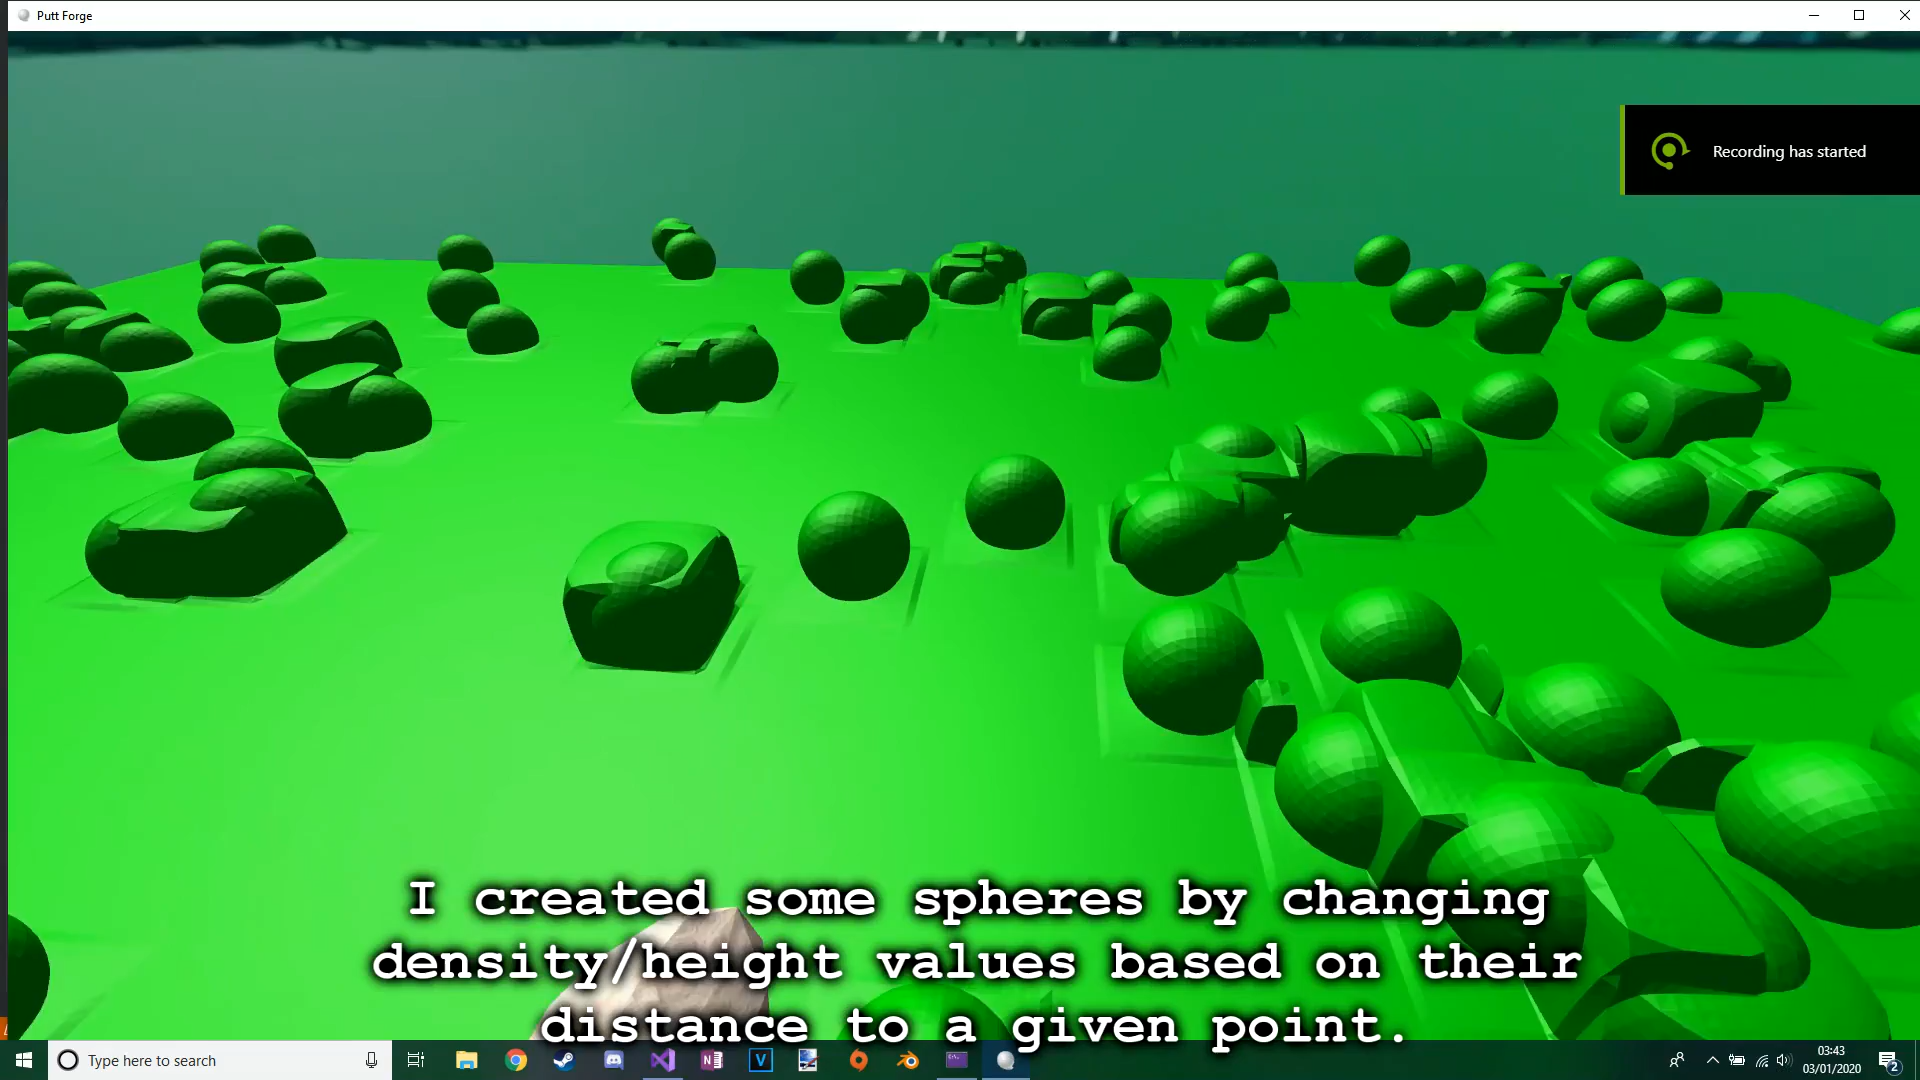 Putt Forge
Recording has started
I created some spheres by changing
density/height values based on their
distance to a given point.
Type here to search
03:43
03/01/2020
2